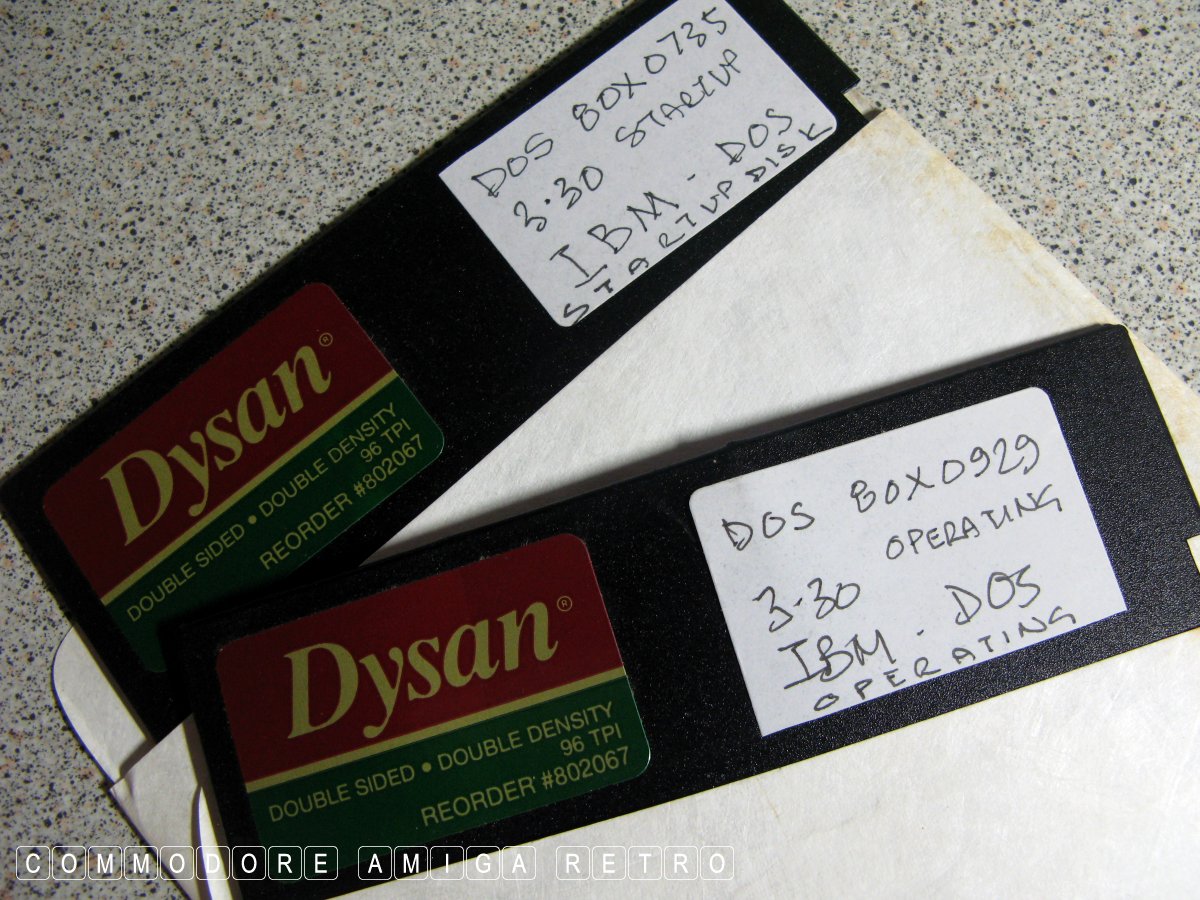 DOS BOX0735
3.30 STARTUP
IBM - DOS
STARTUP DISK
Dysan®
DOUBLE SIDED • DOUBLE DENSITY
96 TPI
REORDER #802067
DOS BOX0929
OPERATING
3.30
IBM - DOS
OPERATING
Dysan®
DOUBLE SIDED • DOUBLE DENSITY
96 TPI
REORDER #802067
COMMODORE AMIGA RETRO